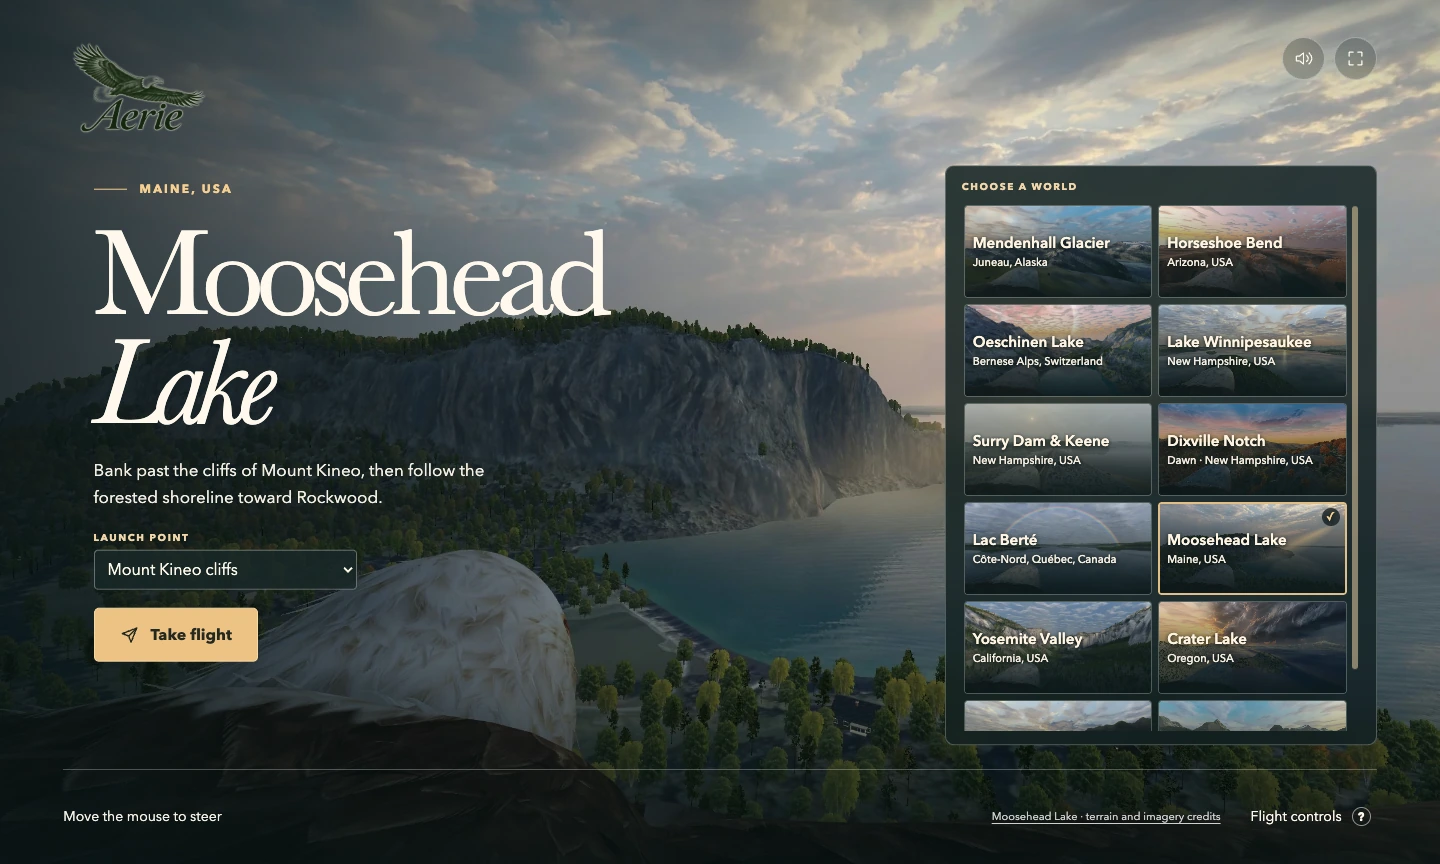 Aerie
MAINE, USA
Moosehead
Lake
Bank past the cliffs of Mount Kineo, then follow the
forested shoreline toward Rockwood.
LAUNCH POINT
Mount Kineo cliffs
Take flight
CHOOSE A WORLD
Mendenhall Glacier
Juneau, Alaska
Horseshoe Bend
Arizona, USA
Oeschinen Lake
Bernese Alps, Switzerland
Lake Winnipesaukee
New Hampshire, USA
Surry Dam & Keene
New Hampshire, USA
Dixville Notch
Dawn · New Hampshire, USA
Lac Berté
Côte-Nord, Québec, Canada
Moosehead Lake
Maine, USA
Yosemite Valley
California, USA
Crater Lake
Oregon, USA
Move the mouse to steer
Moosehead Lake · terrain and imagery credits
Flight controls ?